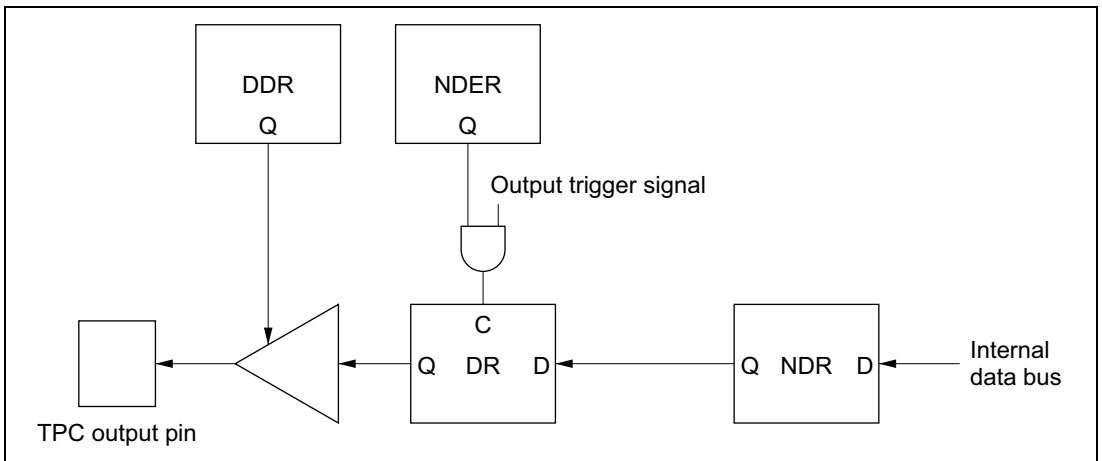 DDR
Q
NDER
Q
Output trigger signal
C
Q DR D
Q NDR D
Internal
data bus
TPC output pin